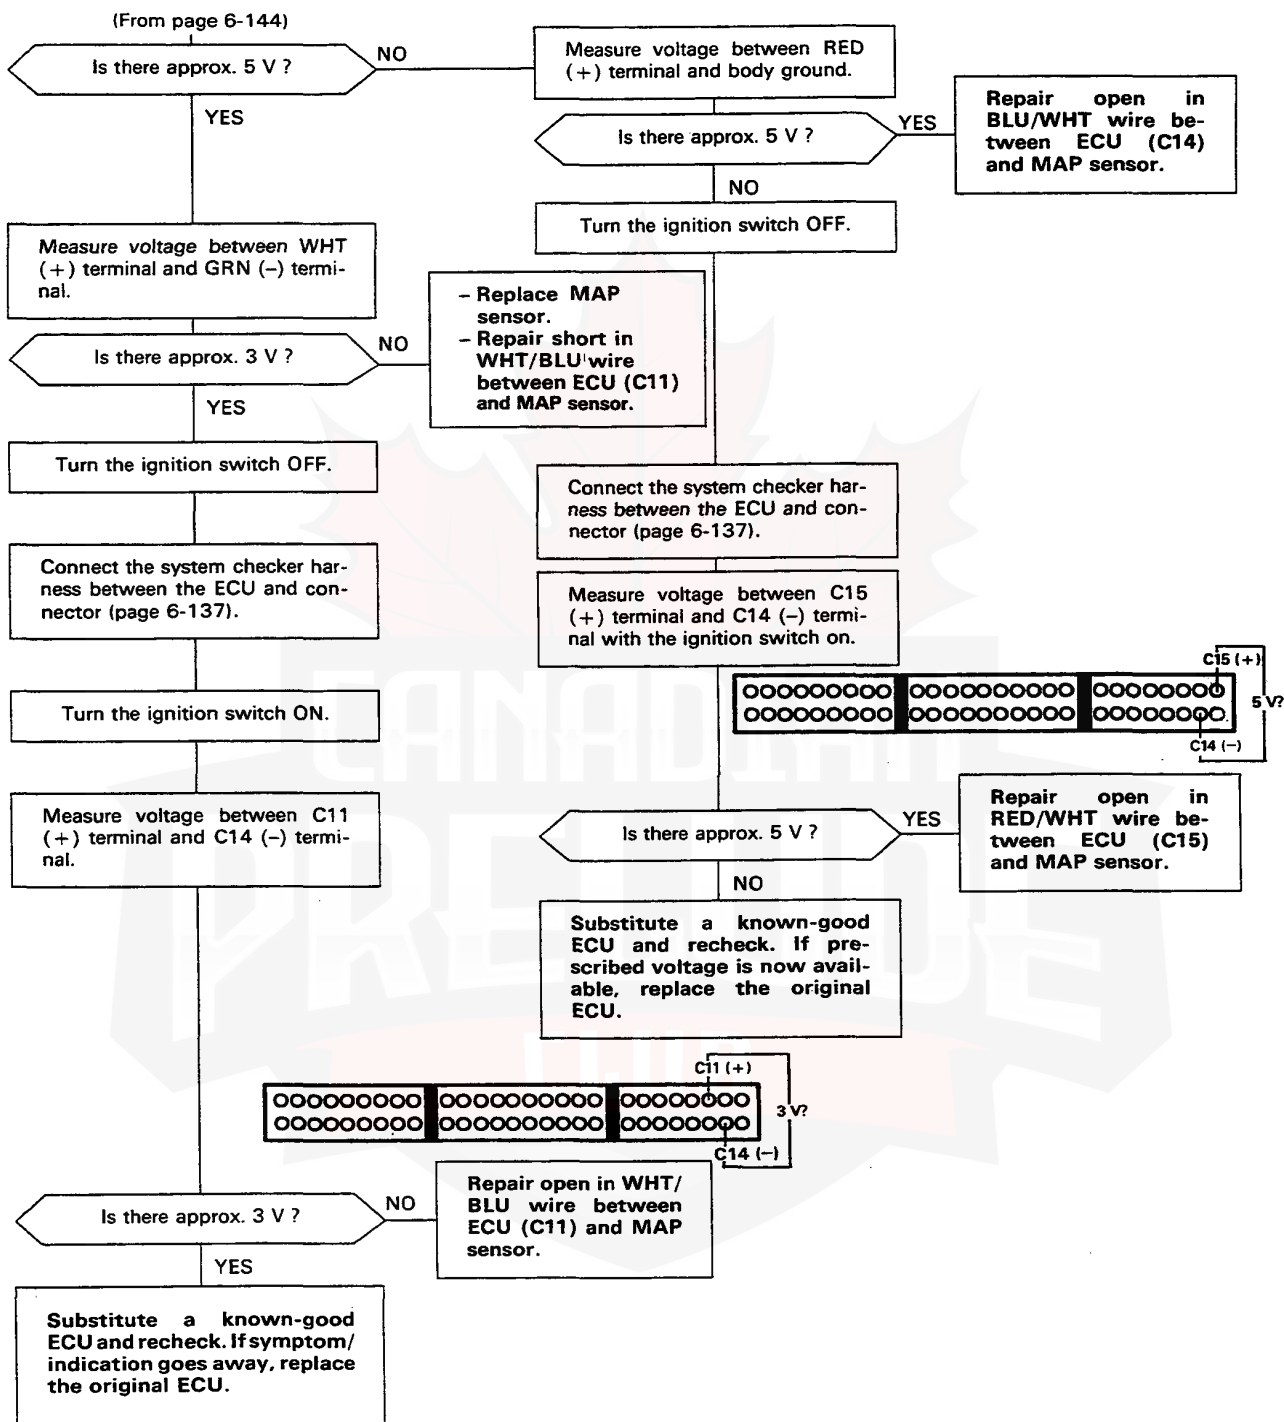 (From page 6-144)
Is there approx. 5 V ?
NO
YES
Measure voltage between RED
(+) terminal and body ground.
Is there approx. 5 V ?
YES
Repair open in
BLU/WHT wire be-
tween ECU (C14)
and MAP sensor.
NO
Turn the ignition switch OFF.
Measure voltage between WHT
(+) terminal and GRN (–) termi-
nal.
Is there approx. 3 V ?
NO
– Replace MAP
sensor.
– Repair short in
WHT/BLU wire
between ECU (C11)
and MAP sensor.
YES
Turn the ignition switch OFF.
Connect the system checker har-
ness between the ECU and con-
nector (page 6-137).
Turn the ignition switch ON.
Measure voltage between C11
(+) terminal and C14 (–) termi-
nal.
Connect the system checker har-
ness between the ECU and con-
nector (page 6-137).
Measure voltage between C15
(+) terminal and C14 (–) termi-
nal with the ignition switch on.
C15 (+)
5 V?
C14 (–)
Is there approx. 5 V ?
YES
Repair open in
RED/WHT wire be-
tween ECU (C15)
and MAP sensor.
NO
Substitute a known-good
ECU and recheck. If pre-
scribed voltage is now avail-
able, replace the original
ECU.
C11 (+)
3 V?
C14 (–)
Is there approx. 3 V ?
NO
Repair open in WHT/
BLU wire between
ECU (C11) and MAP
sensor.
YES
Substitute a known-good
ECU and recheck. If symptom/
indication goes away, replace
the original ECU.
CANADIAN
PRELUDE
CLUB